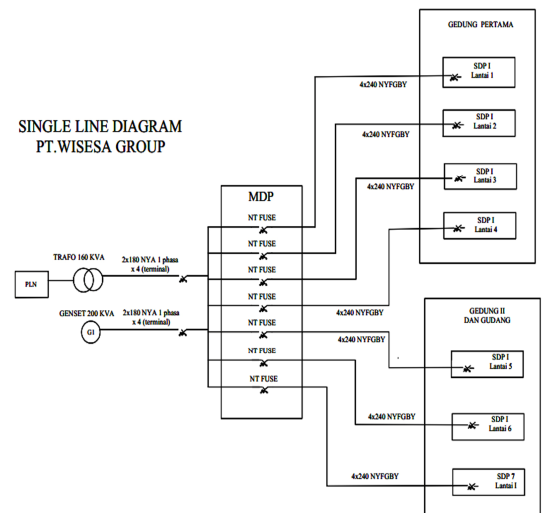 SINGLE LINE DIAGRAM
PT.WISESA GROUP
GEDUNG PERTAMA
SDP I
Lantai 1
4x240 NYFGBY
SDP I
Lantai 2
4x240 NYFGBY
SDP I
Lantai 3
4x240 NYFGBY
SDP I
Lantai 4
4x240 NYFGBY
MDP
NT FUSE
NT FUSE
NT FUSE
NT FUSE
NT FUSE
NT FUSE
NT FUSE
TRAFO 160 KVA
2x180 NYA 1 phasa
x 4 (terminal)
PLN
GENSET 200 KVA
2x180 NYA 1 phasa
x 4 (terminal)
G1
GEDUNG II
DAN GUDANG
4x240 NYFGBY
SDP I
Lantai 5
4x240 NYFGBY
SDP I
Lantai 6
4x240 NYFGBY
SDP 7
Lantai I